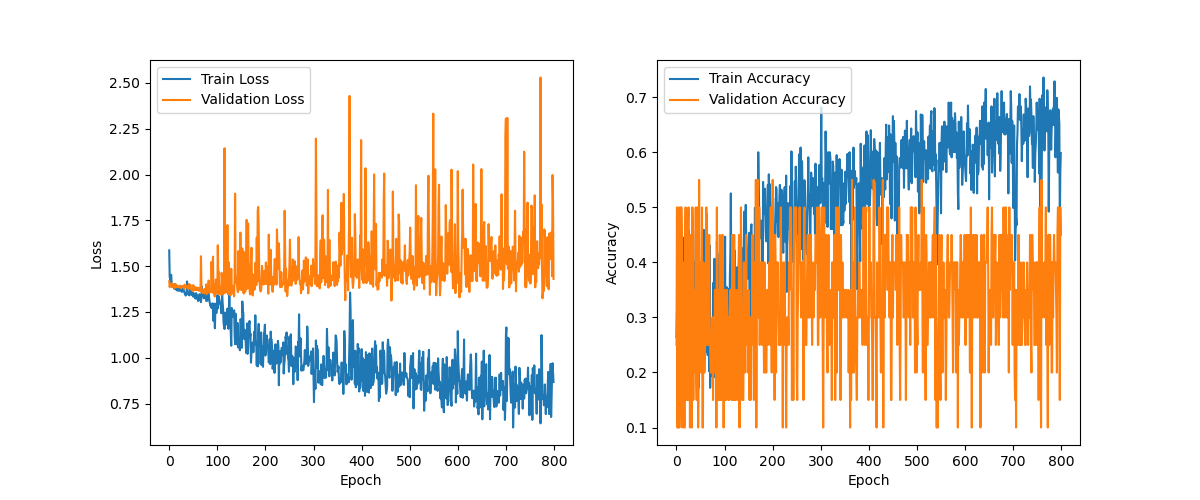 Train Loss
Validation Loss
2.50
2.25
2.00
1.75
1.50
1.25
1.00
0.75
Loss
0 100 200 300 400 500 600 700 800
Epoch
Train Accuracy
Validation Accuracy
0.7
0.6
0.5
0.4
0.3
0.2
0.1
Accuracy
0 100 200 300 400 500 600 700 800
Epoch